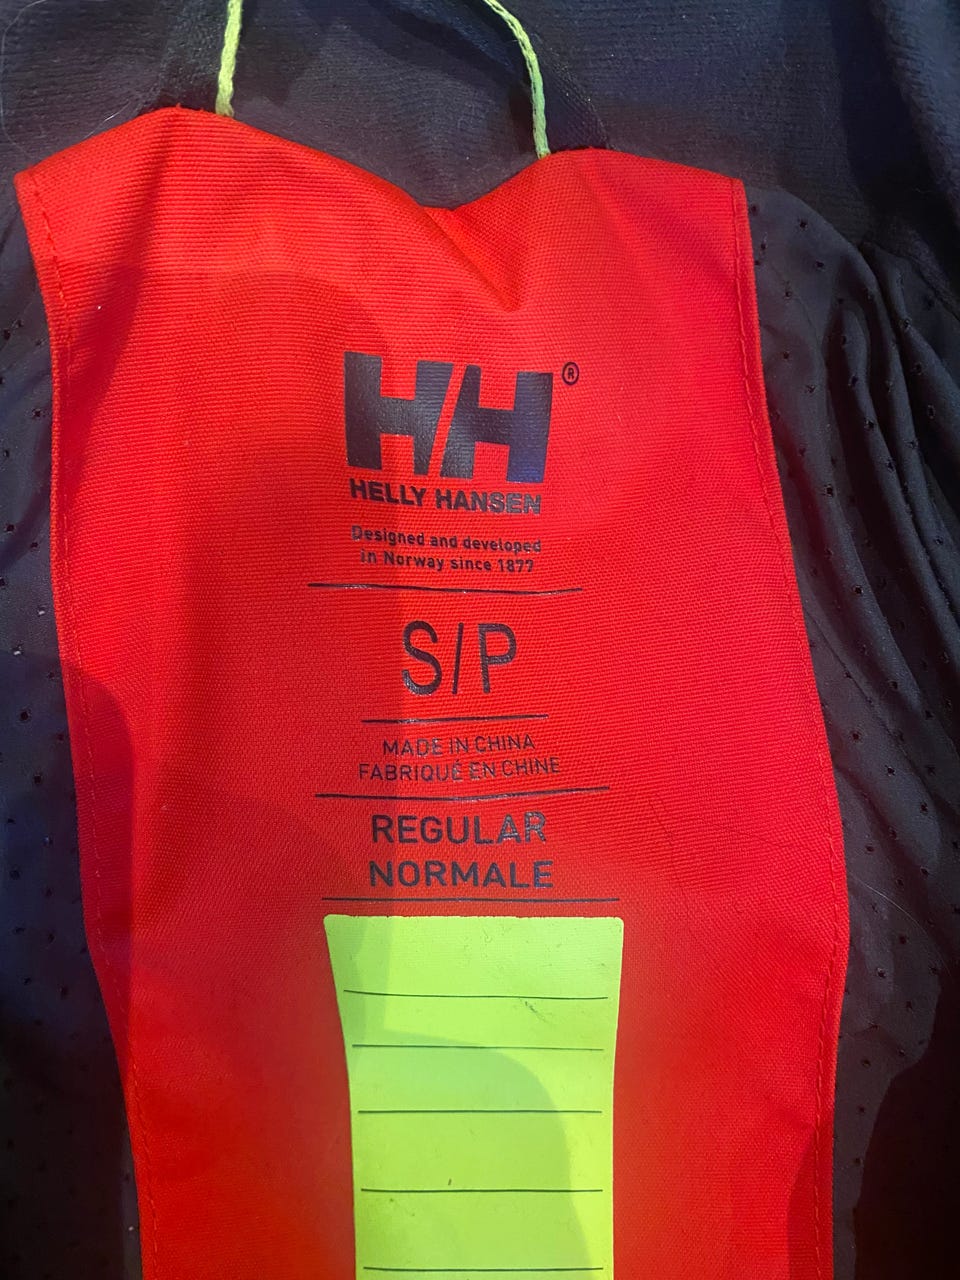 HH®
HELLY HANSEN
Designed and developed
in Norway since 1877
S/P
MADE IN CHINA
FABRIQUÉ EN CHINE
REGULAR
NORMALE